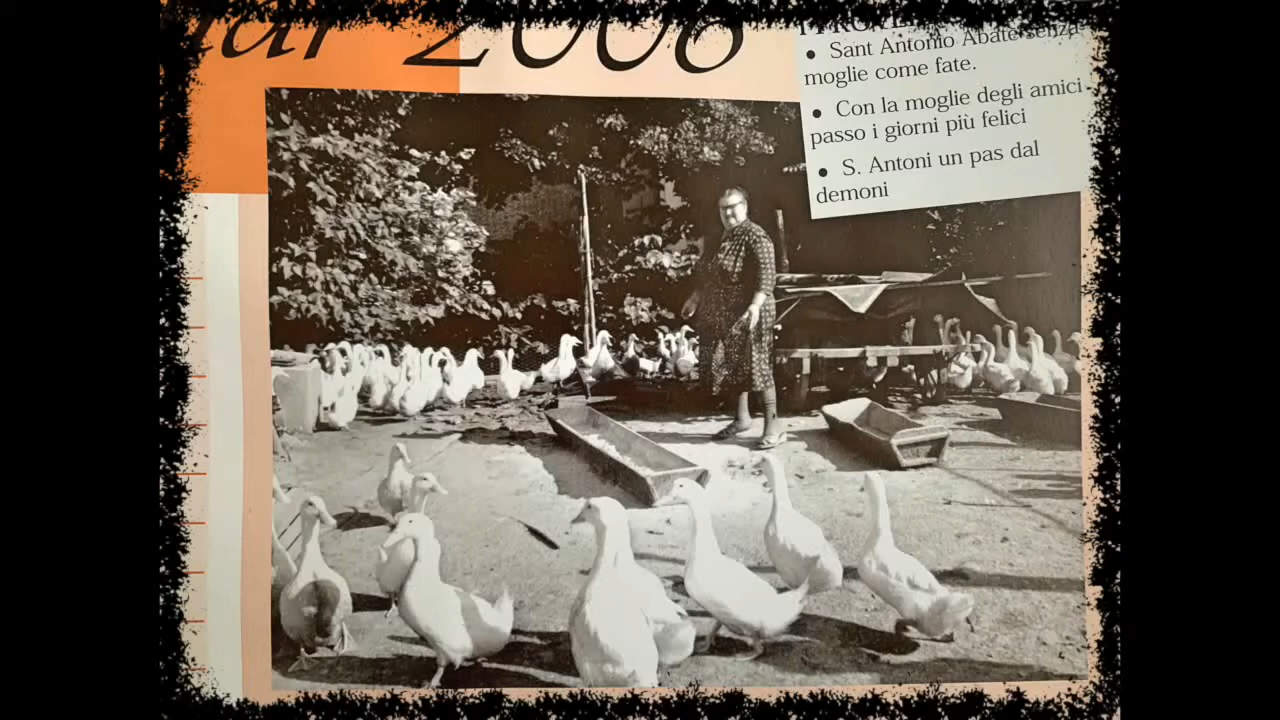 2006
Sant Antonio Abate senza
moglie come fate.
Con la moglie degli amici
passo i giorni più felici
S. Antoni un pas dal
demoni